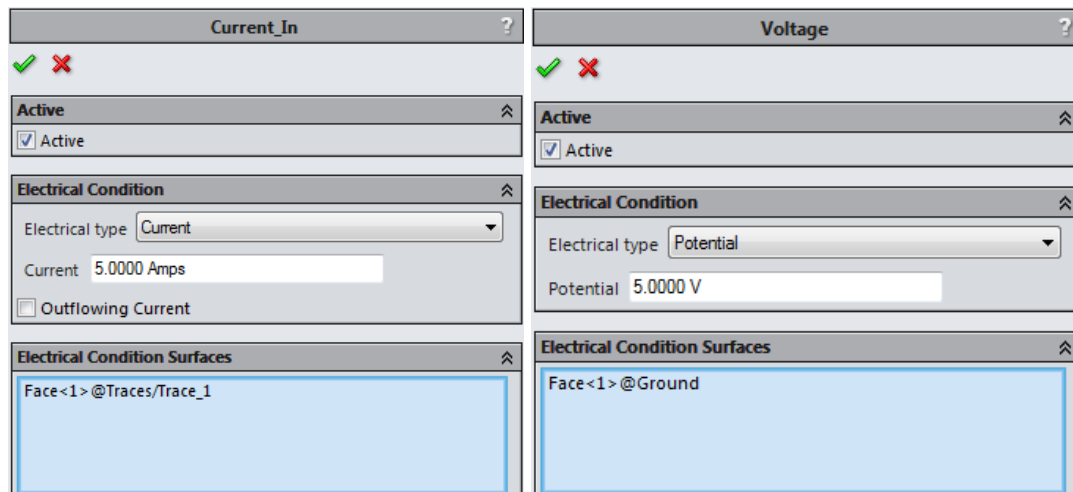 Current_In ?
Active
Active
Electrical Condition
Electrical type Current
Current 5.0000 Amps
Outflowing Current
Electrical Condition Surfaces
Face<1>@Traces/Trace_1
Voltage ?
Active
Active
Electrical Condition
Electrical type Potential
Potential 5.0000 V
Electrical Condition Surfaces
Face<1>@Ground